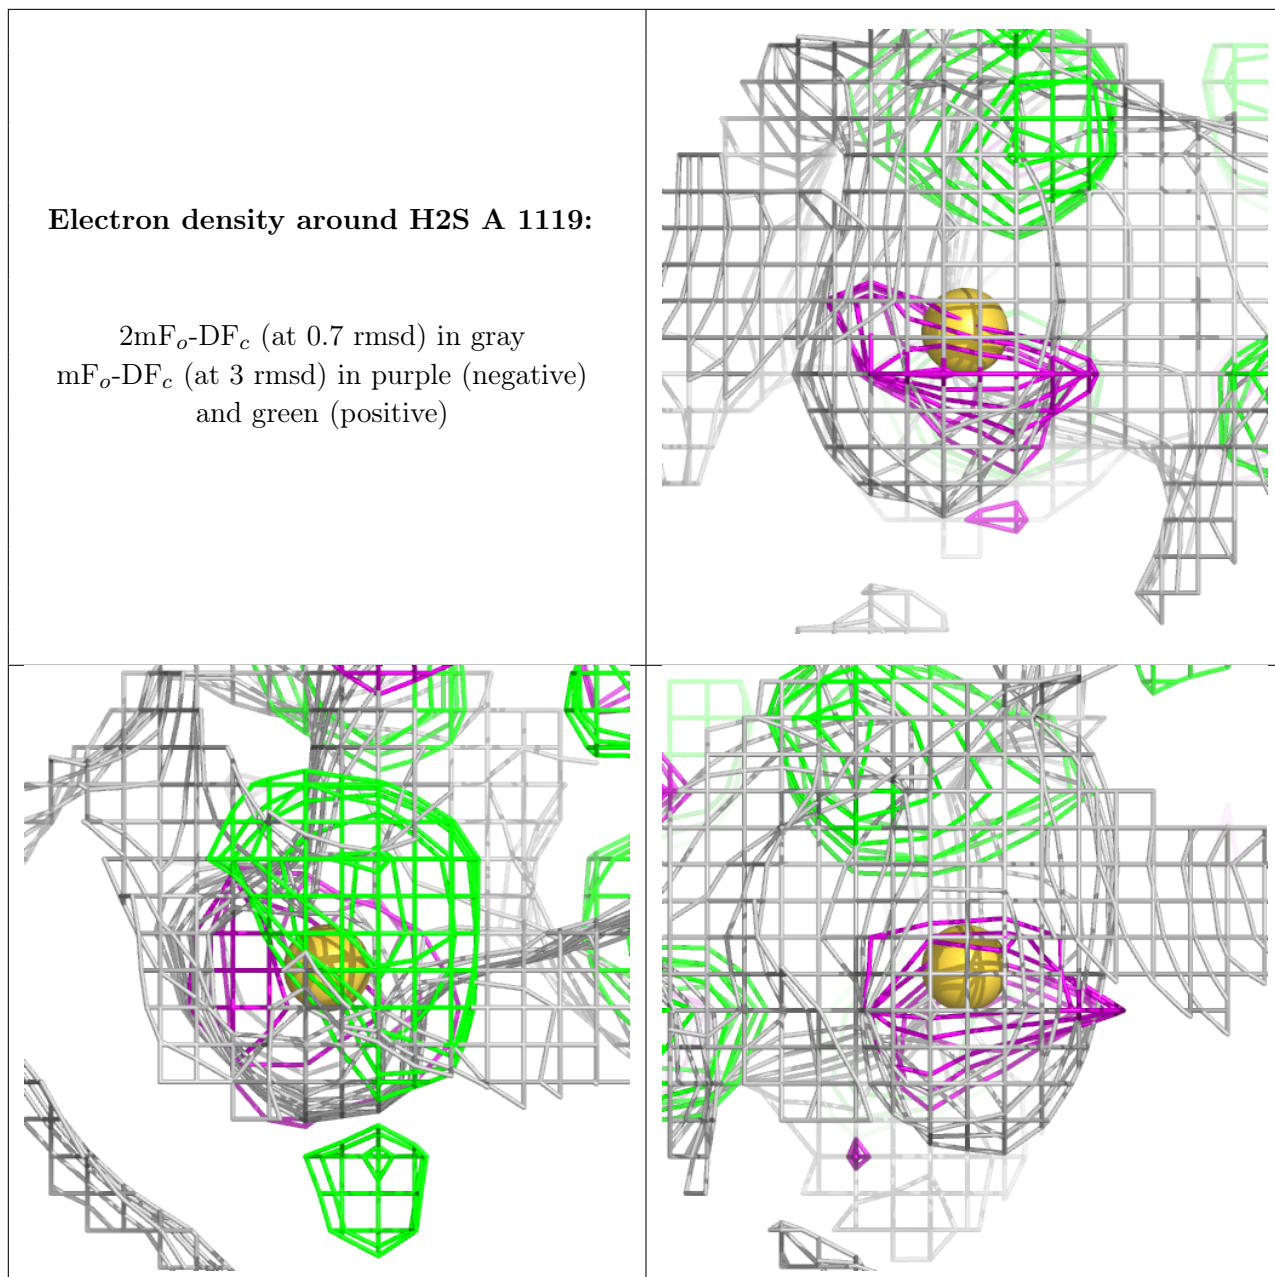 Electron density around H2S A 1119:
2mFo-DFc (at 0.7 rmsd) in gray
mFo-DFc (at 3 rmsd) in purple (negative)
and green (positive)